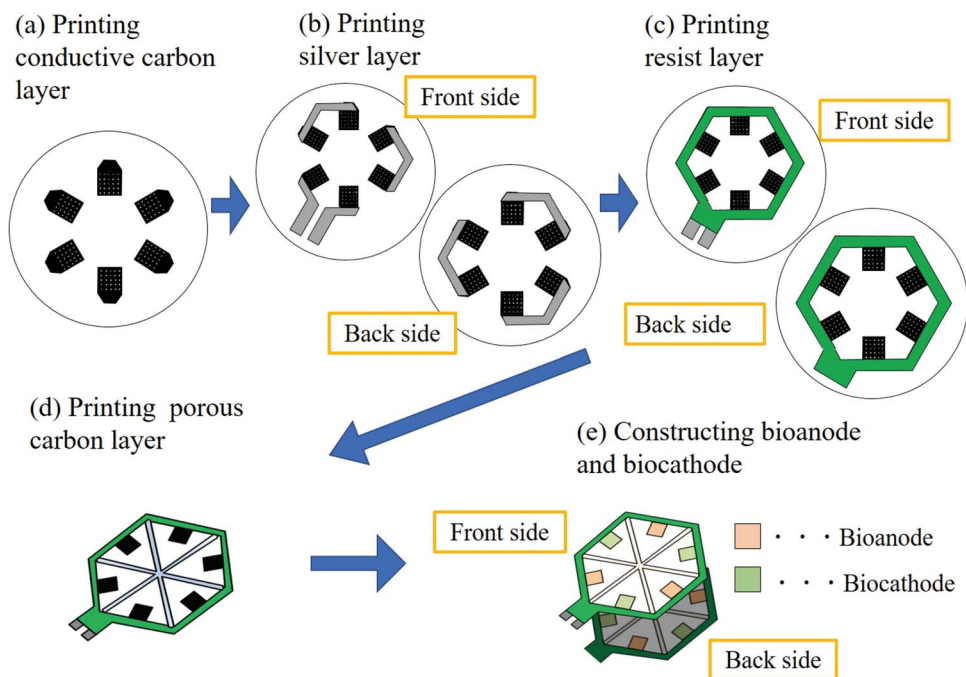 (a) Printing
conductive carbon
layer
(b) Printing
silver layer
Front side
Back side
(c) Printing
resist layer
Front side
Back side
(d) Printing porous
carbon layer
(e) Constructing bioanode
and biocathode
Front side
・・・Bioanode
・・・Biocathode
Back side